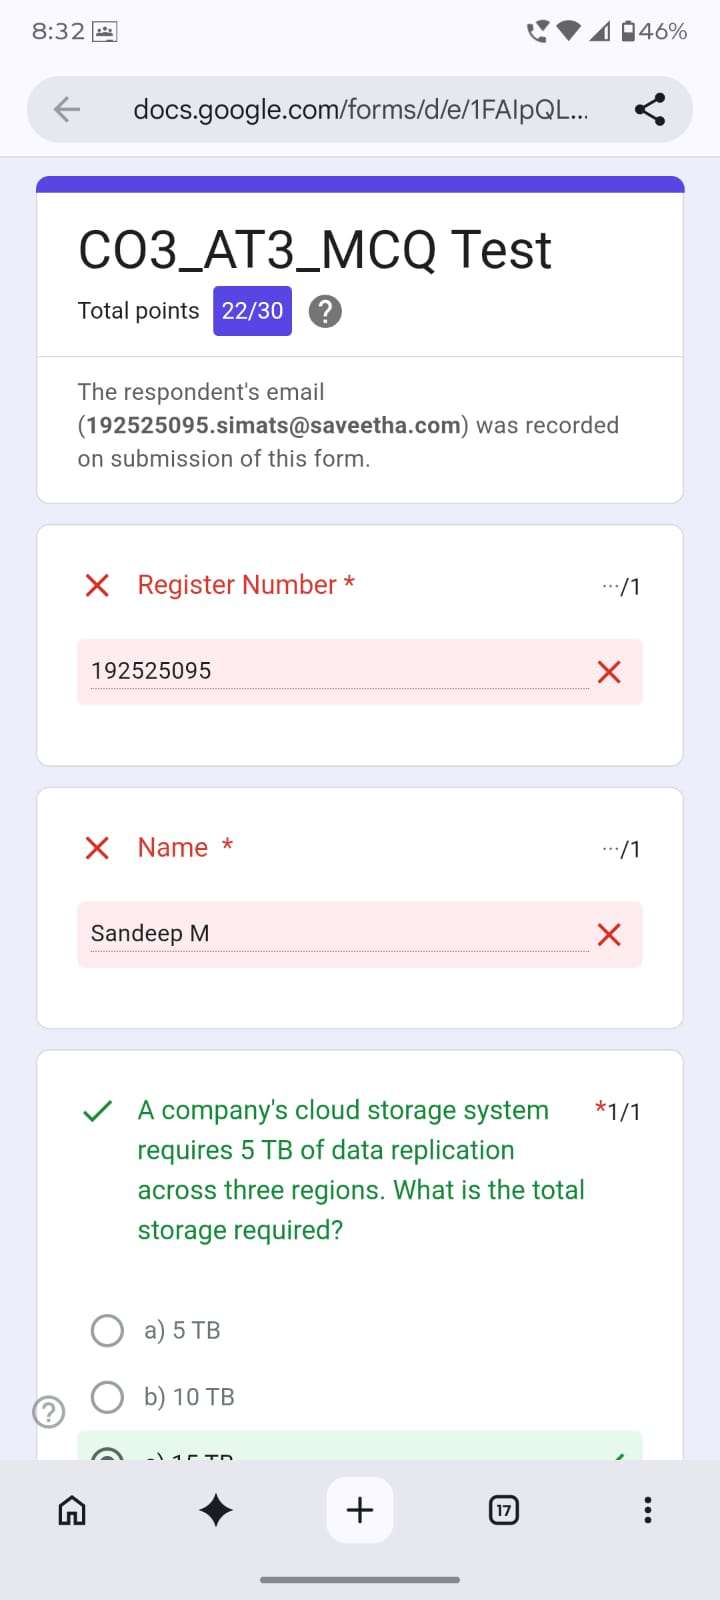 8:32
46%
docs.google.com/forms/d/e/1FAIpQL...
CO3_AT3_MCQ Test
Total points 22/30 ?
The respondent's email
(192525095.simats@saveetha.com) was recorded
on submission of this form.
Register Number * ···/1
192525095
Name * ···/1
Sandeep M
A company's cloud storage system *1/1
requires 5 TB of data replication
across three regions. What is the total
storage required?
a) 5 TB
b) 10 TB
?
17